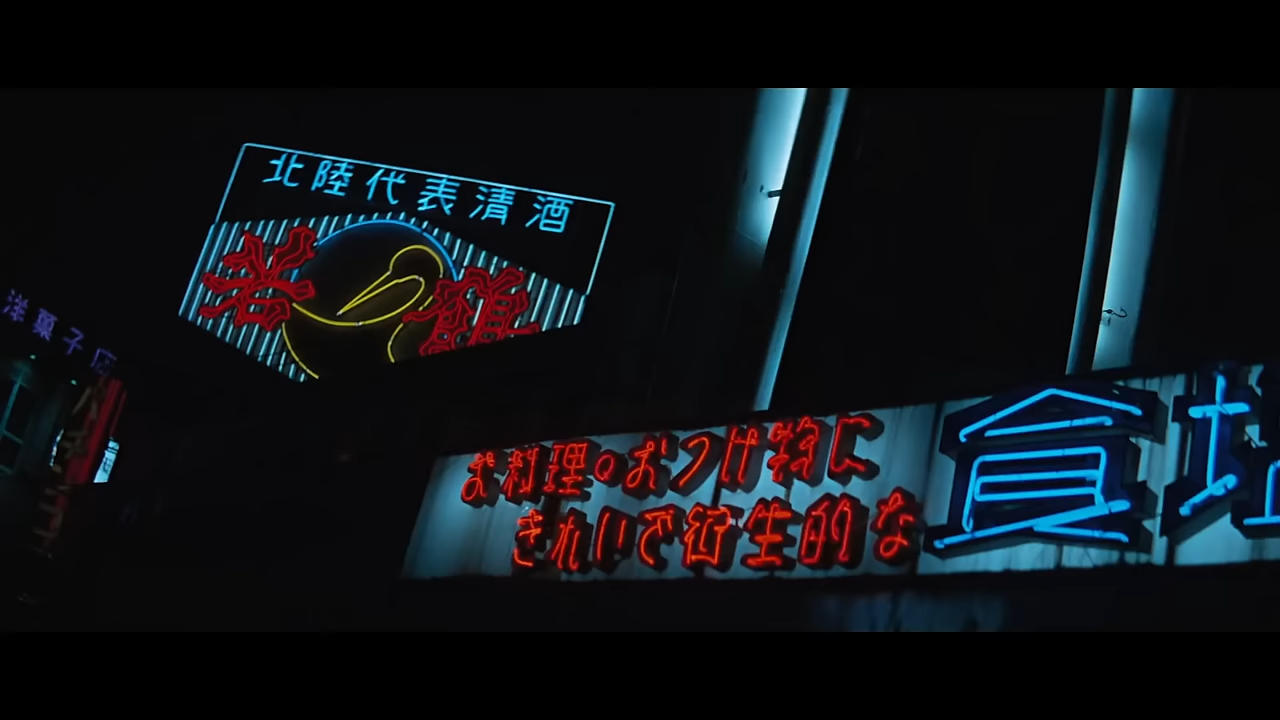 北陸代表清酒
若鶴
洋菓子店
お料理のおつけ物に
きれいで衛生的な
食塩